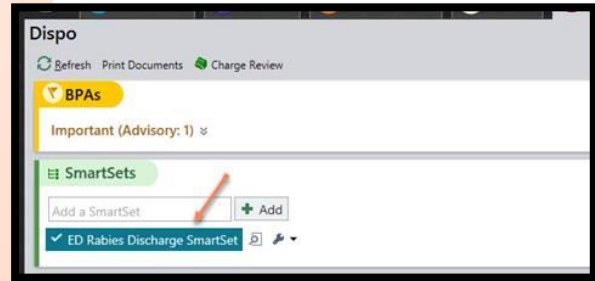 Dispo
Refresh Print Documents Charge Review
BPAs
Important (Advisory: 1)
SmartSets
Add a SmartSet
Add
ED Rabies Discharge SmartSet